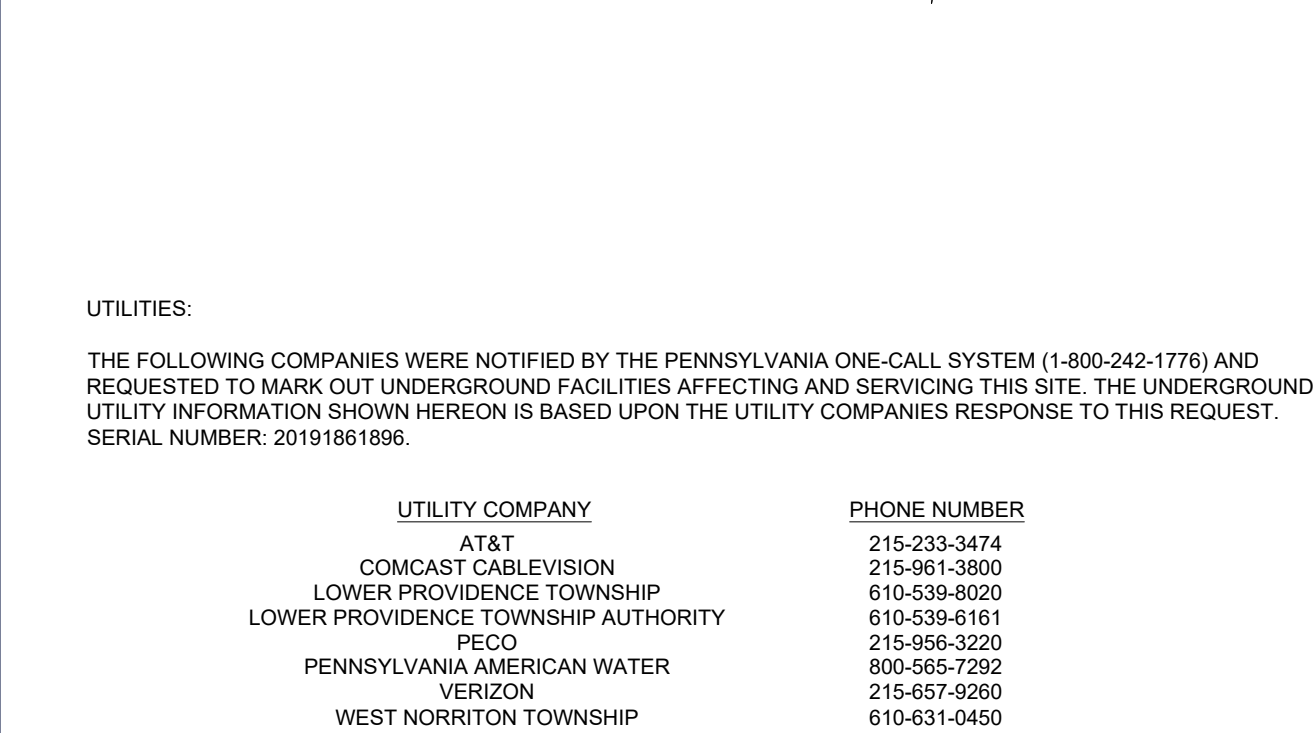 UTILITIES:
THE FOLLOWING COMPANIES WERE NOTIFIED BY THE PENNSYLVANIA ONE-CALL SYSTEM (1-800-242-1776) AND
REQUESTED TO MARK OUT UNDERGROUND FACILITIES AFFECTING AND SERVICING THIS SITE. THE UNDERGROUND
UTILITY INFORMATION SHOWN HEREON IS BASED UPON THE UTILITY COMPANIES RESPONSE TO THIS REQUEST.
SERIAL NUMBER: 20191861896.
UTILITY COMPANY PHONE NUMBER
AT&T 215-233-3474
COMCAST CABLEVISION 215-961-3800
LOWER PROVIDENCE TOWNSHIP 610-539-8020
LOWER PROVIDENCE TOWNSHIP AUTHORITY 610-539-6161
PECO 215-956-3220
PENNSYLVANIA AMERICAN WATER 800-565-7292
VERIZON 215-657-9260
WEST NORRITON TOWNSHIP 610-631-0450